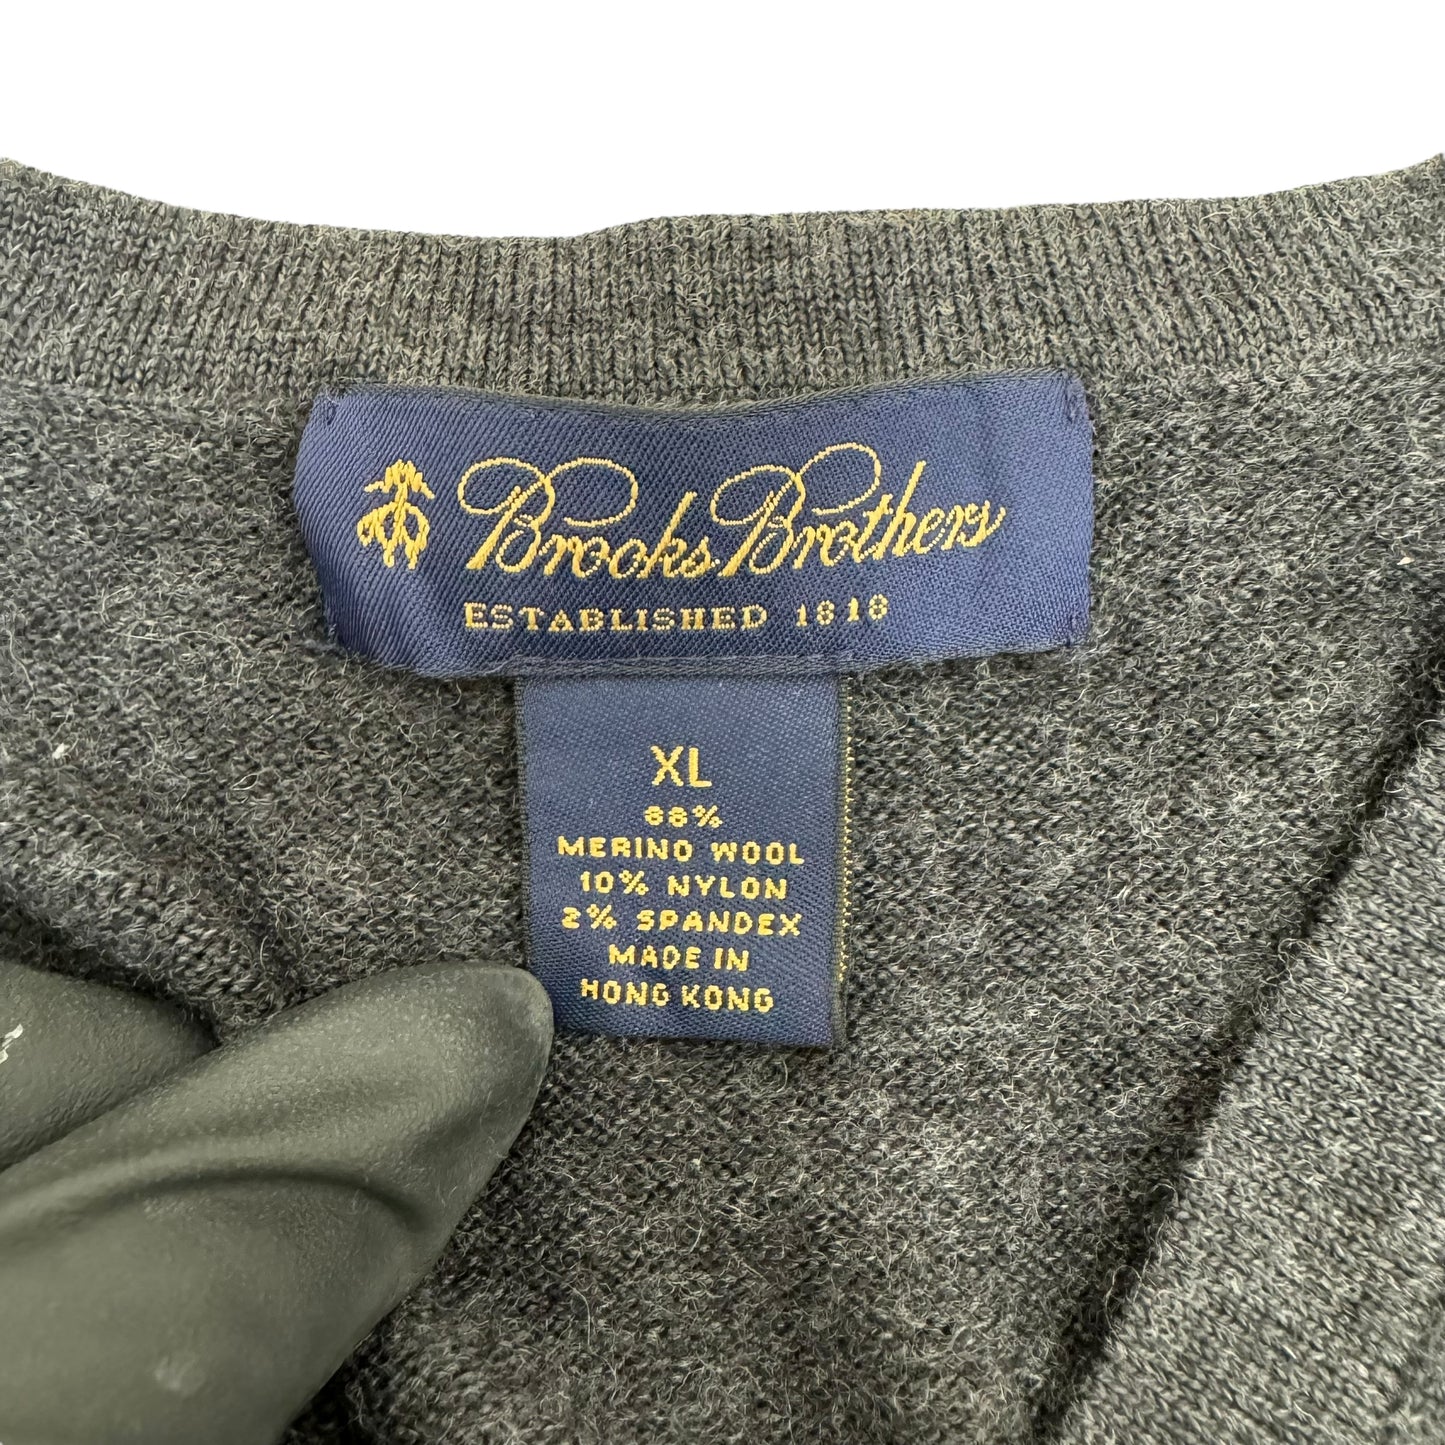 Brooks Brothers
ESTABLISHED 1818
XL
88%
MERINO WOOL
10% NYLON
2% SPANDEX
MADE IN
HONG KONG